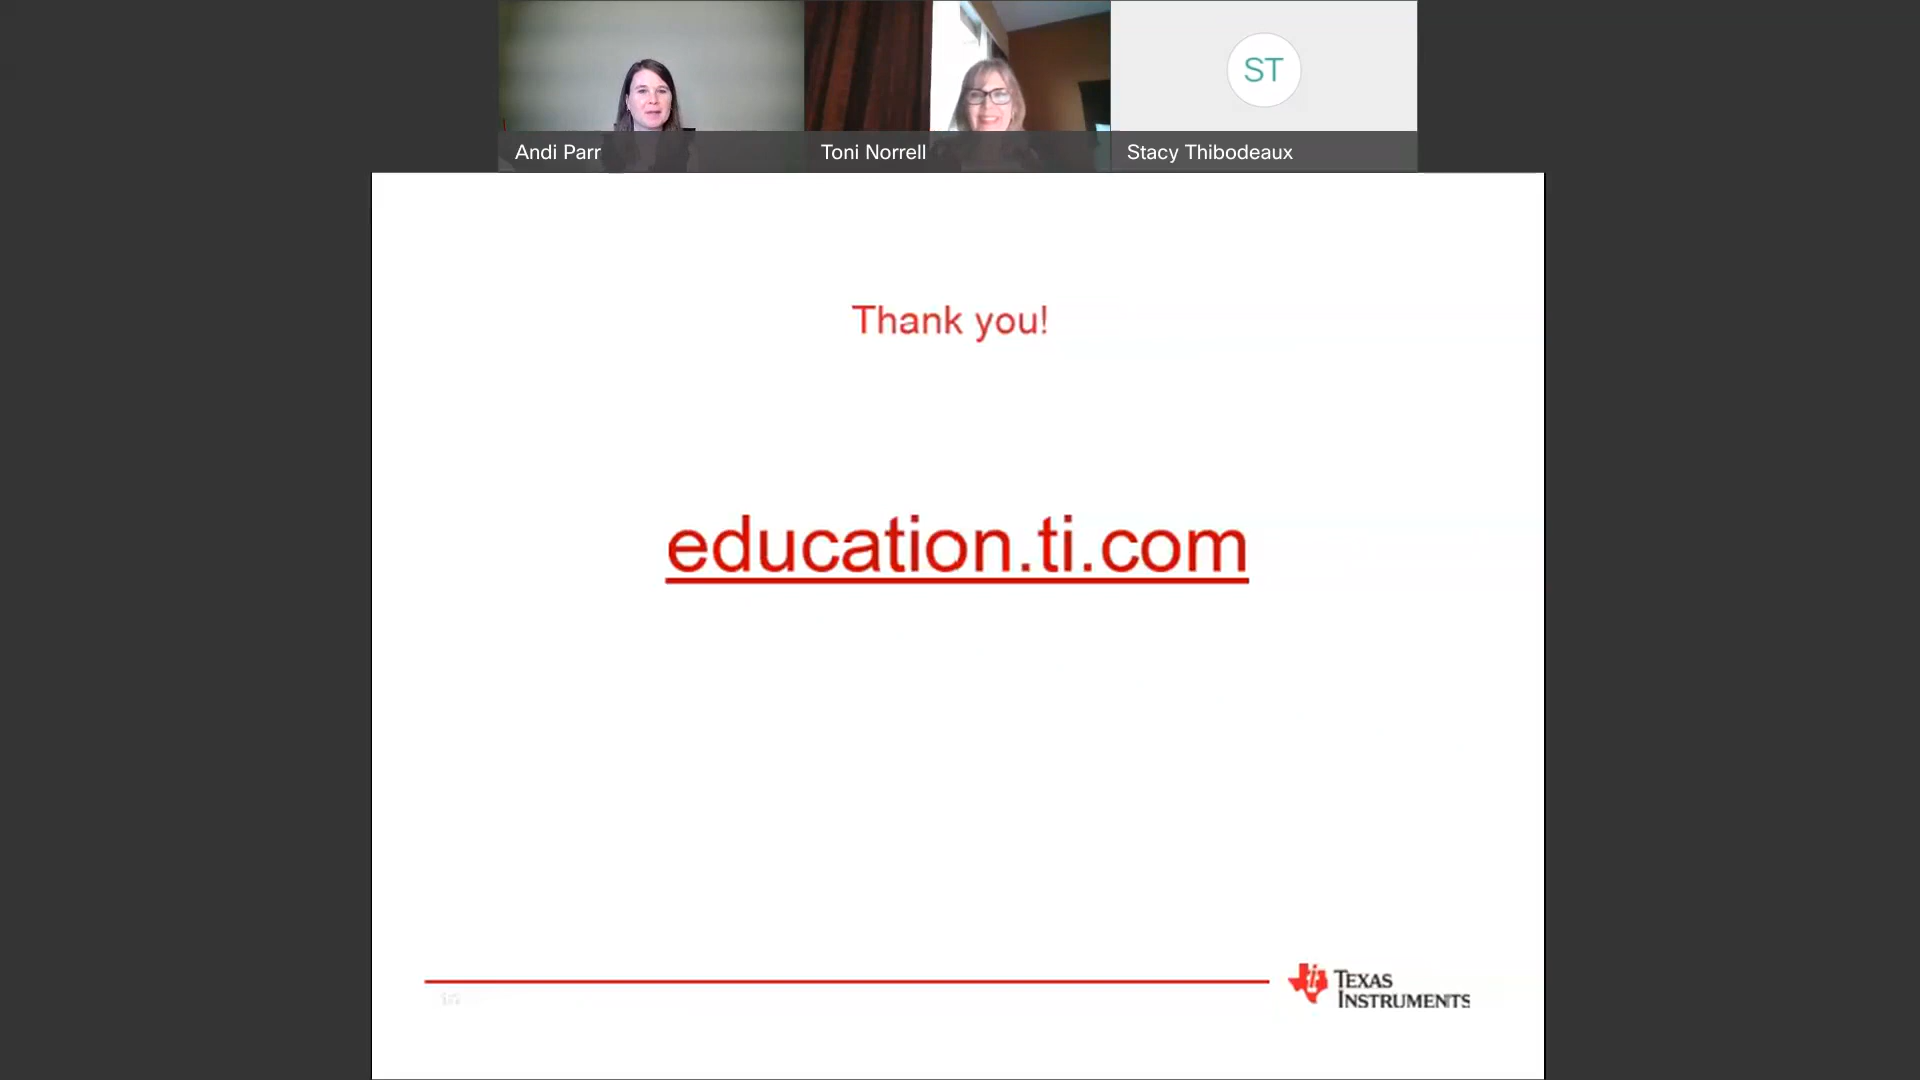 ST
Andi Parr
Toni Norrell
Stacy Thibodeaux
Thank you!
education.ti.com
TEXAS
INSTRUMENTS